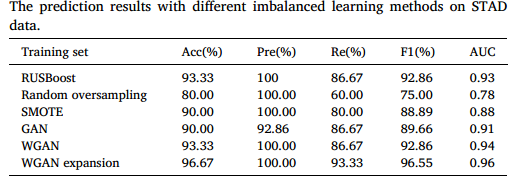 The prediction results with different imbalanced learning methods on STAD
data.
Training set Acc(%) Pre(%) Re(%) F1(%) AUC
RUSBoost 93.33 100 86.67 92.86 0.93
Random oversampling 80.00 100.00 60.00 75.00 0.78
SMOTE 90.00 100.00 80.00 88.89 0.88
GAN 90.00 92.86 86.67 89.66 0.91
WGAN 93.33 100.00 86.67 92.86 0.94
WGAN expansion 96.67 100.00 93.33 96.55 0.96